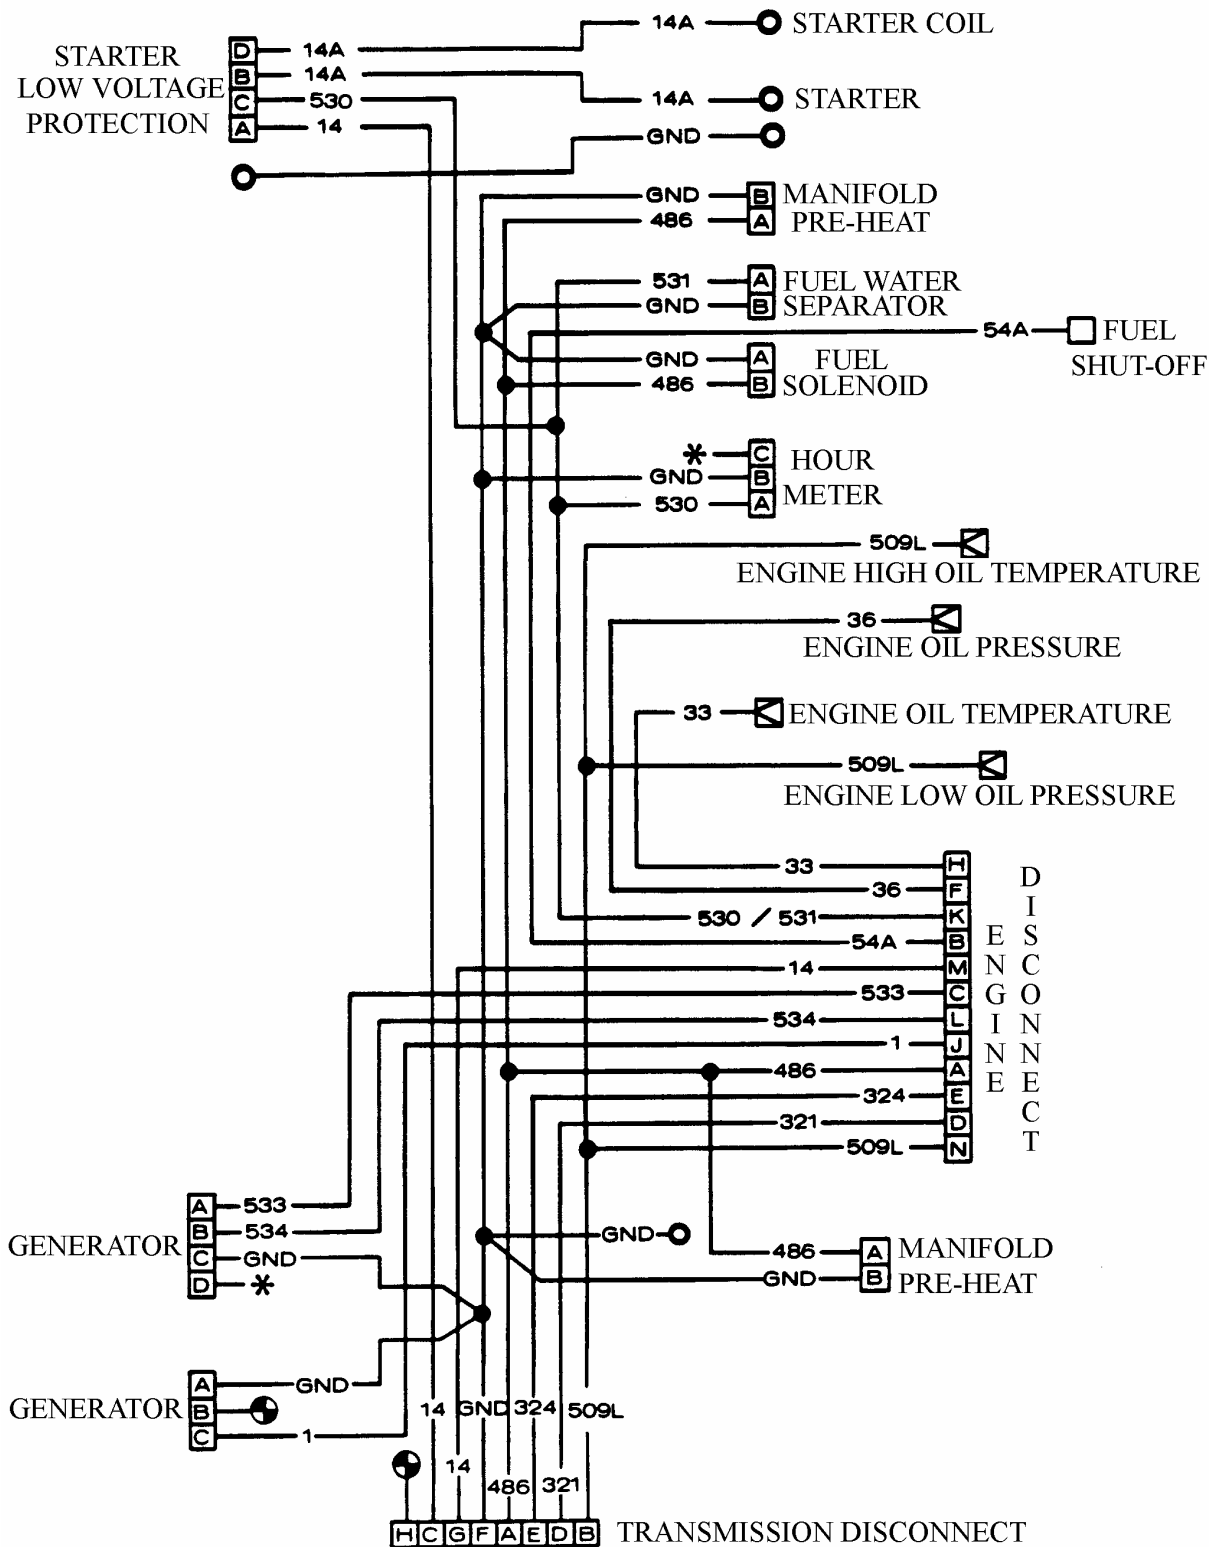 14A STARTER COIL
STARTER D 14A
LOW VOLTAGE B 14A
PROTECTION C 530 14A STARTER
A 14 GND
GND B MANIFOLD
486 A PRE-HEAT
531 A FUEL WATER
GND B SEPARATOR
54A FUEL
SHUT-OFF
GND A FUEL
486 B SOLENOID
* C HOUR
GND B METER
530 A
509L
ENGINE HIGH OIL TEMPERATURE
36
ENGINE OIL PRESSURE
33 ENGINE OIL TEMPERATURE
509L
ENGINE LOW OIL PRESSURE
33 H
36 F
530 / 531 K
54A B
14 M
533 C
534 L
1 J
486 A
324 E
321 D
509L N
ENGINE
DISCONNECT
GENERATOR
A 533
B 534
C GND
D *
GND
486 A MANIFOLD
GND B PRE-HEAT
GENERATOR
A GND
B
C 1
14 GND 324 509L
14 486 321
H C G F A E D B TRANSMISSION DISCONNECT